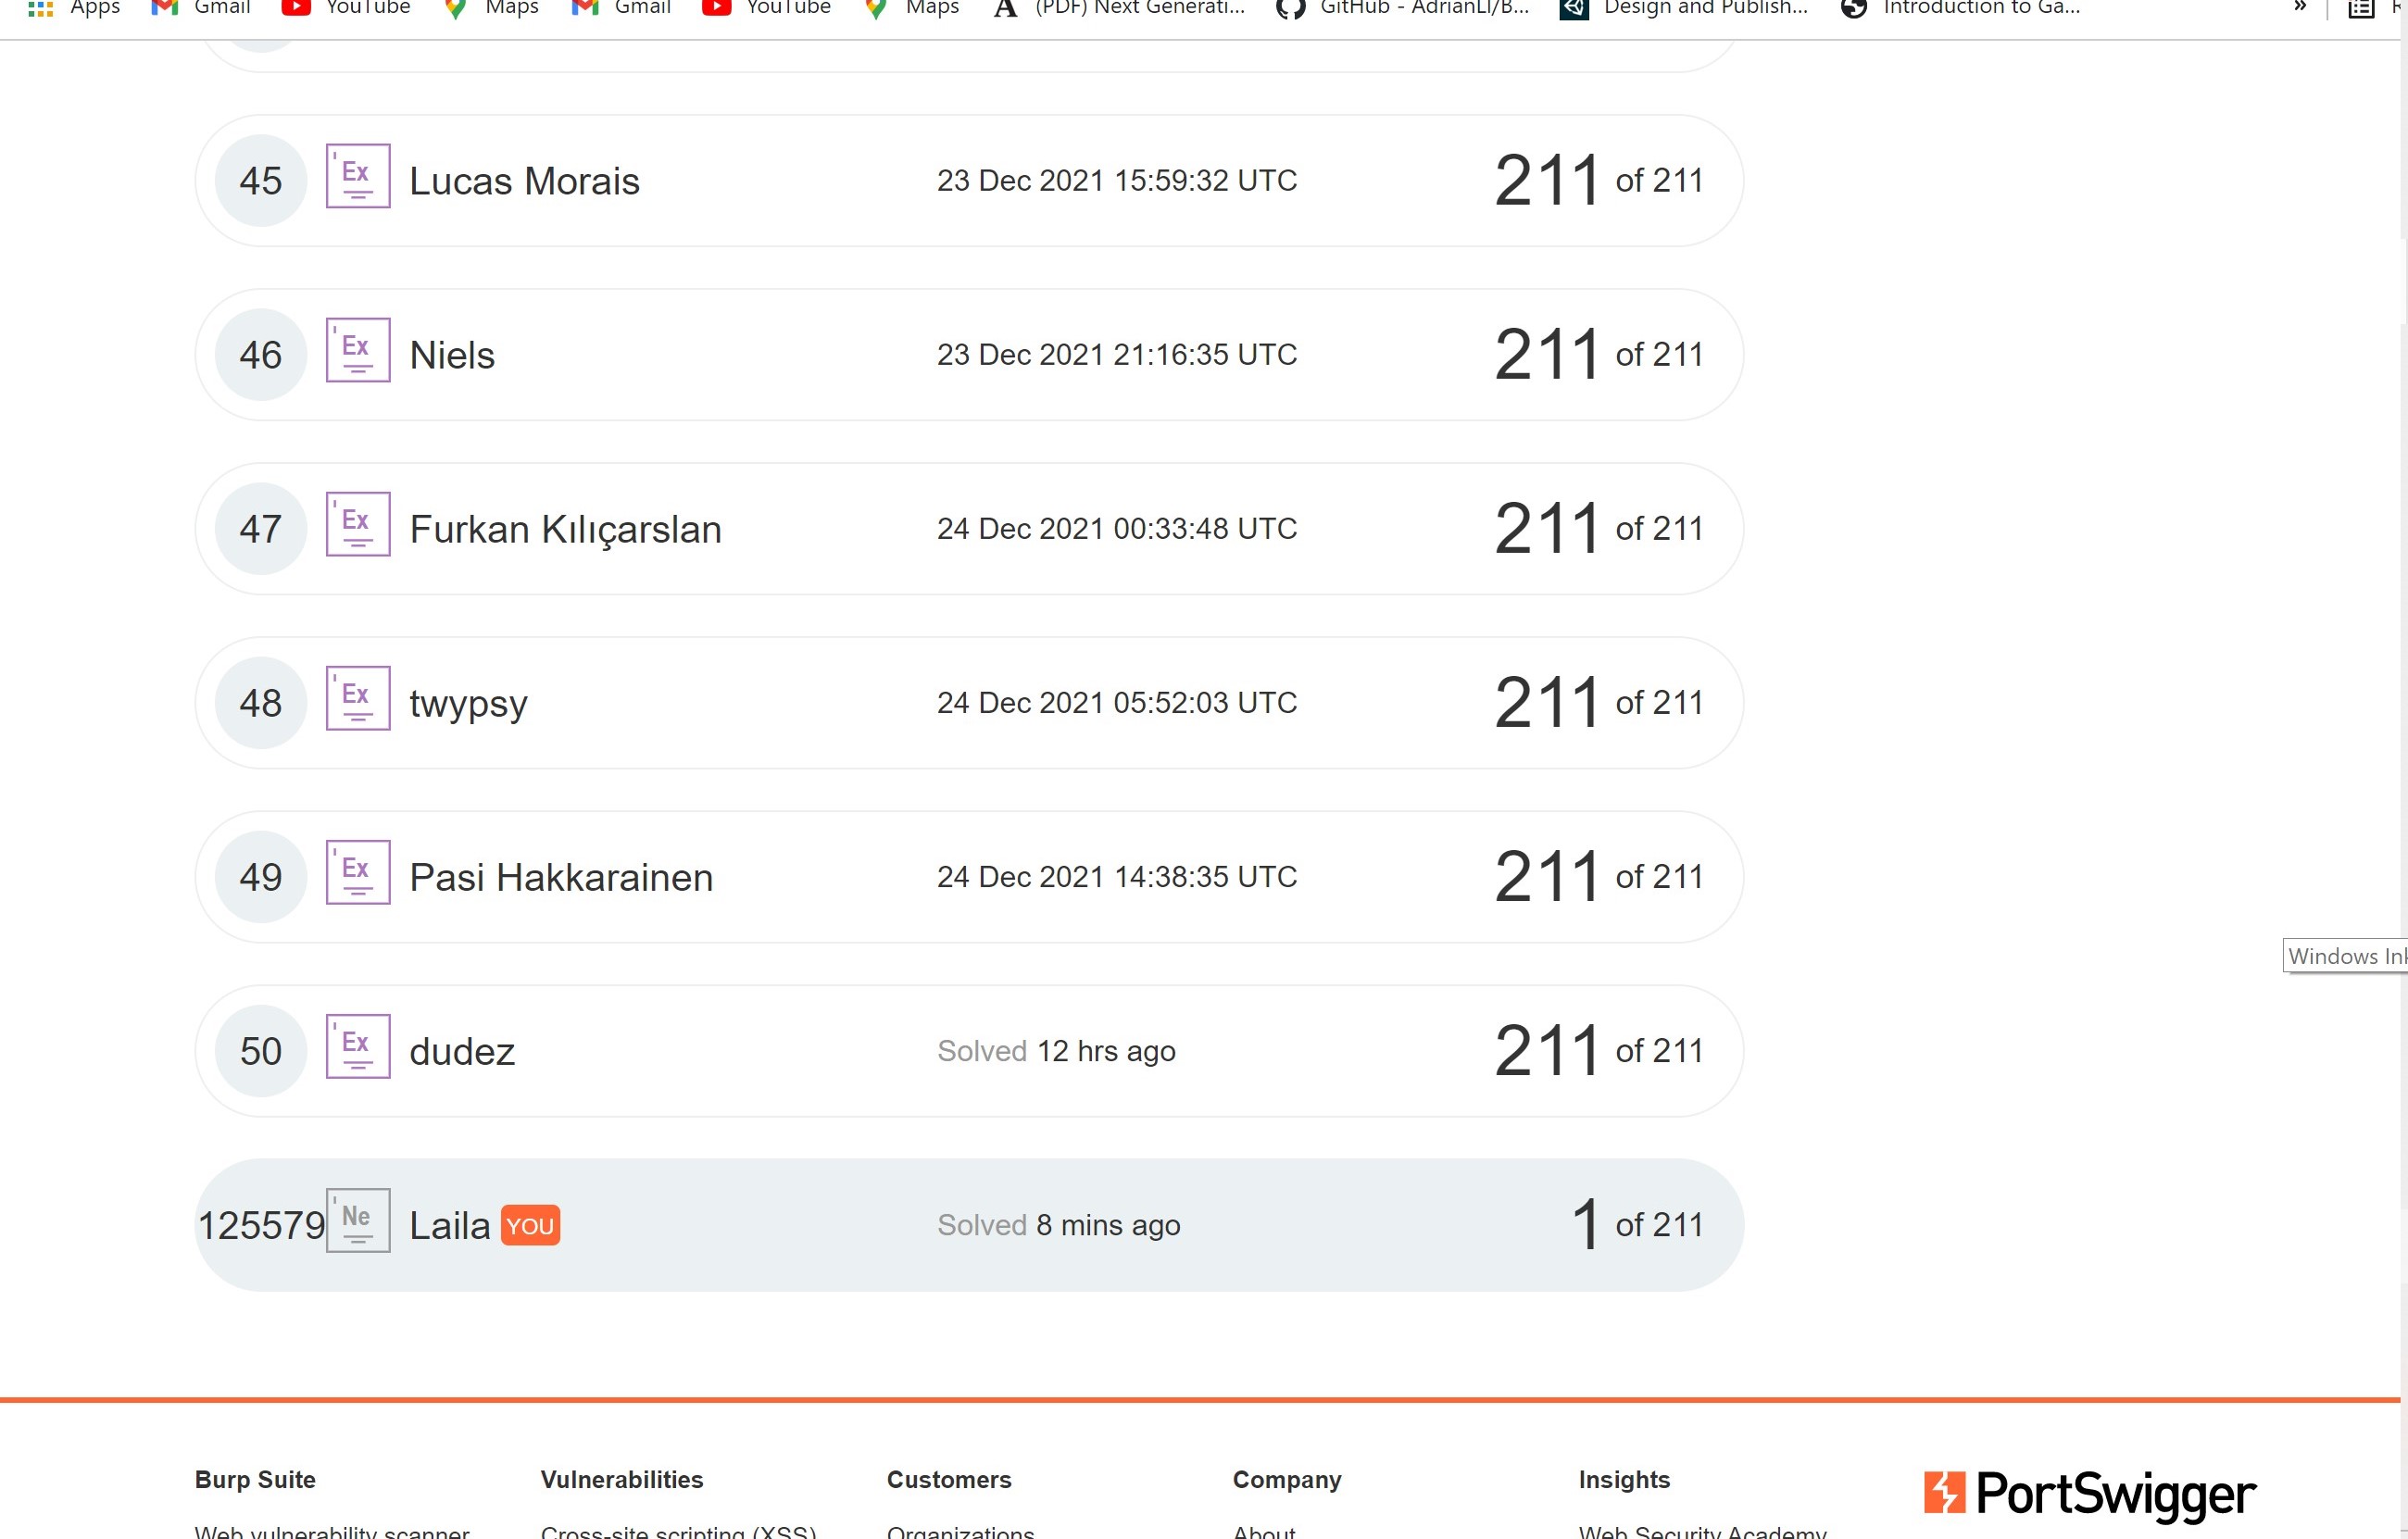 Apps Gmail YouTube Maps Gmail YouTube Maps A (PDF) Next Generati... GitHub - AdrianLI/B... Design and Publish... Introduction to Ga... »
45 Ex Lucas Morais 23 Dec 2021 15:59:32 UTC 211 of 211
46 Ex Niels 23 Dec 2021 21:16:35 UTC 211 of 211
47 Ex Furkan Kılıçarslan 24 Dec 2021 00:33:48 UTC 211 of 211
48 Ex twypsy 24 Dec 2021 05:52:03 UTC 211 of 211
49 Ex Pasi Hakkarainen 24 Dec 2021 14:38:35 UTC 211 of 211
Windows Ink
50 Ex dudez Solved 12 hrs ago 211 of 211
125579 Ne Laila YOU Solved 8 mins ago 1 of 211
Burp Suite Vulnerabilities Customers Company Insights PortSwigger
Web vulnerability scanner Cross-site scripting (XSS) Organizations About Web Security Academy